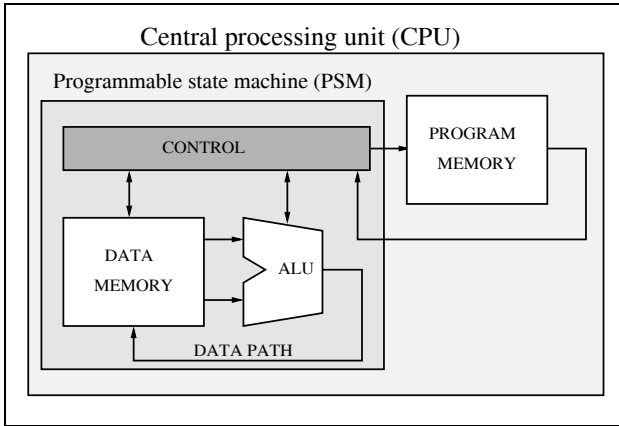 Central processing unit (CPU)
Programmable state machine (PSM)
CONTROL
PROGRAM
MEMORY
DATA
MEMORY
ALU
DATA PATH